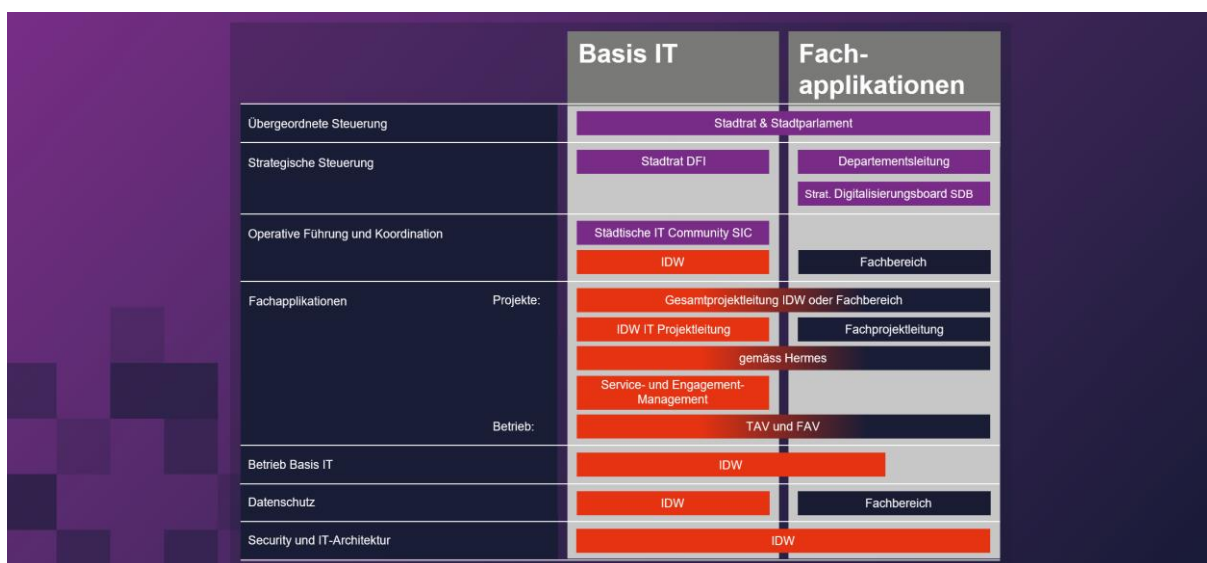 Basis IT
Fach-
applikationen
Übergeordnete Steuerung
Stadtrat & Stadtparlament
Strategische Steuerung
Stadtrat DFI
Departementsleitung
Strat. Digitalisierungsboard SDB
Operative Führung und Koordination
Städtische IT Community SIC
IDW
Fachbereich
Fachapplikationen
Projekte:
Gesamtprojektleitung IDW oder Fachbereich
IDW IT Projektleitung
Fachprojektleitung
gemäss Hermes
Service- und Engagement-
Management
Betrieb:
TAV und FAV
Betrieb Basis IT
IDW
Datenschutz
IDW
Fachbereich
Security und IT-Architektur
IDW